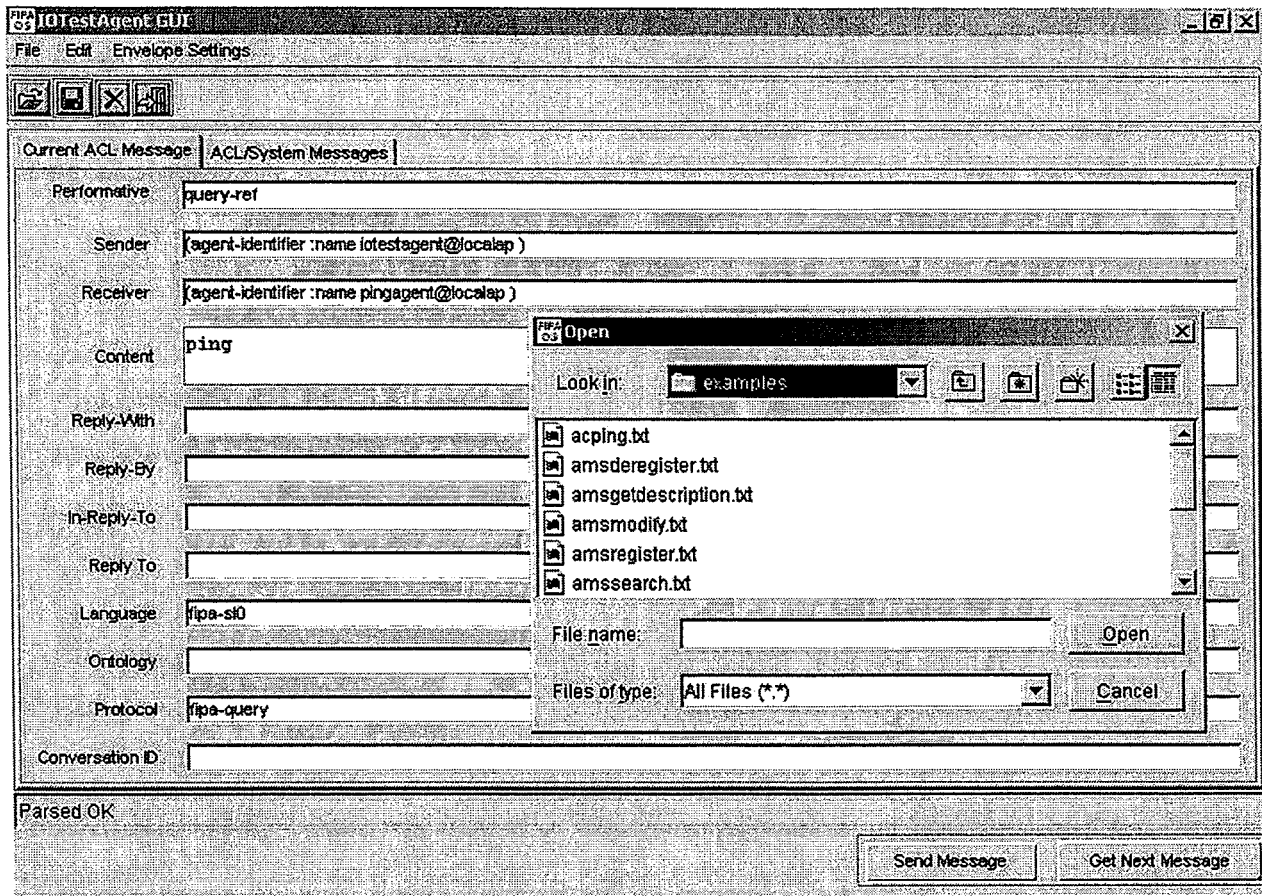 FIPA OS IOTestAgent GUI
File Edit Envelope Settings
Current ACL Message ACL/System Messages
Performative query-ref
Sender (agent-identifier :name iotestagent@localap )
Receiver (agent-identifier :name pingagent@localap )
Content ping
Reply-With
Reply-By
In-Reply-To
Reply To
Language fipa-sl0
Ontology
Protocol fipa-query
Conversation ID
FIPA OS Open
Look in: examples
acping.txt
amsderegister.txt
amsgetdescription.txt
amsmodify.txt
amsregister.txt
amssearch.txt
File name: Open
Files of type: All Files (*.*) Cancel
Parsed OK
Send Message Get Next Message